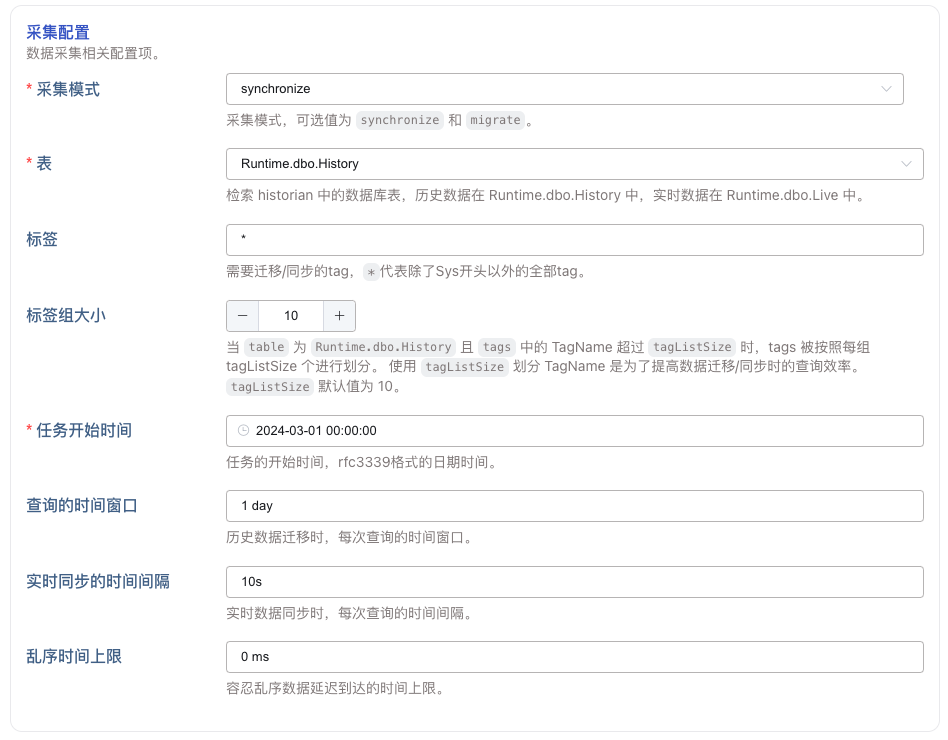 采集配置
数据采集相关配置项。
* 采集模式
synchronize
采集模式，可选值为 synchronize 和 migrate 。
* 表
Runtime.dbo.History
检索 historian 中的数据库表，历史数据在 Runtime.dbo.History 中，实时数据在 Runtime.dbo.Live 中。
标签
*
需要迁移/同步的tag， * 代表除了Sys开头以外的全部tag。
标签组大小
− 10 +
当 table 为 Runtime.dbo.History 且 tags 中的 TagName 超过 tagListSize 时，tags 被按照每组
tagListSize 个进行划分。 使用 tagListSize 划分 TagName 是为了提高数据迁移/同步时的查询效率。
tagListSize 默认值为 10。
* 任务开始时间
2024-03-01 00:00:00
任务的开始时间，rfc3339格式的日期时间。
查询的时间窗口
1 day
历史数据迁移时，每次查询的时间窗口。
实时同步的时间间隔
10s
实时数据同步时，每次查询的时间间隔。
乱序时间上限
0 ms
容忍乱序数据延迟到达的时间上限。